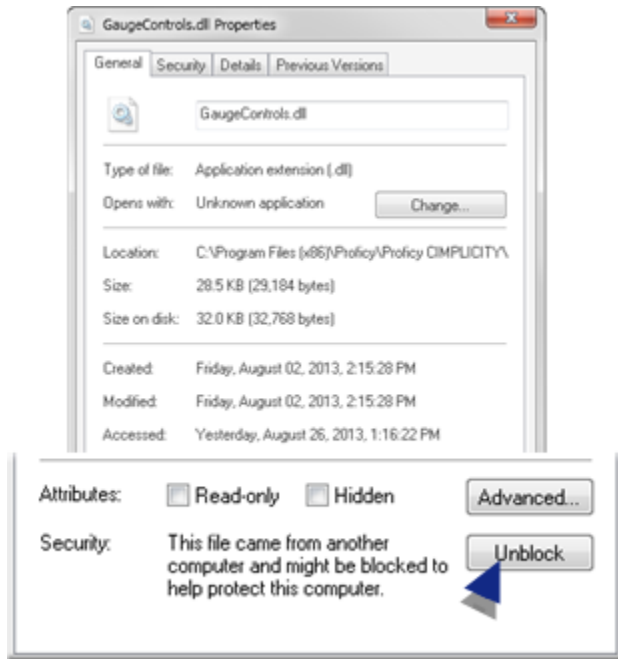 GaugeControls.dll Properties
x
General Security Details Previous Versions
GaugeControls.dll
Type of file: Application extension (.dll)
Opens with: Unknown application Change...
Location: C:\Program Files (x86)\Proficy\Proficy CIMPLICITY\
Size: 28.5 KB (29,184 bytes)
Size on disk: 32.0 KB (32,768 bytes)
Created: Friday, August 02, 2013, 2:15:28 PM
Modified: Friday, August 02, 2013, 2:15:28 PM
Accessed: Yesterday, August 26, 2013, 1:16:22 PM
Attributes: Read-only Hidden Advanced...
Security: This file came from another
computer and might be blocked to
help protect this computer.
Unblock